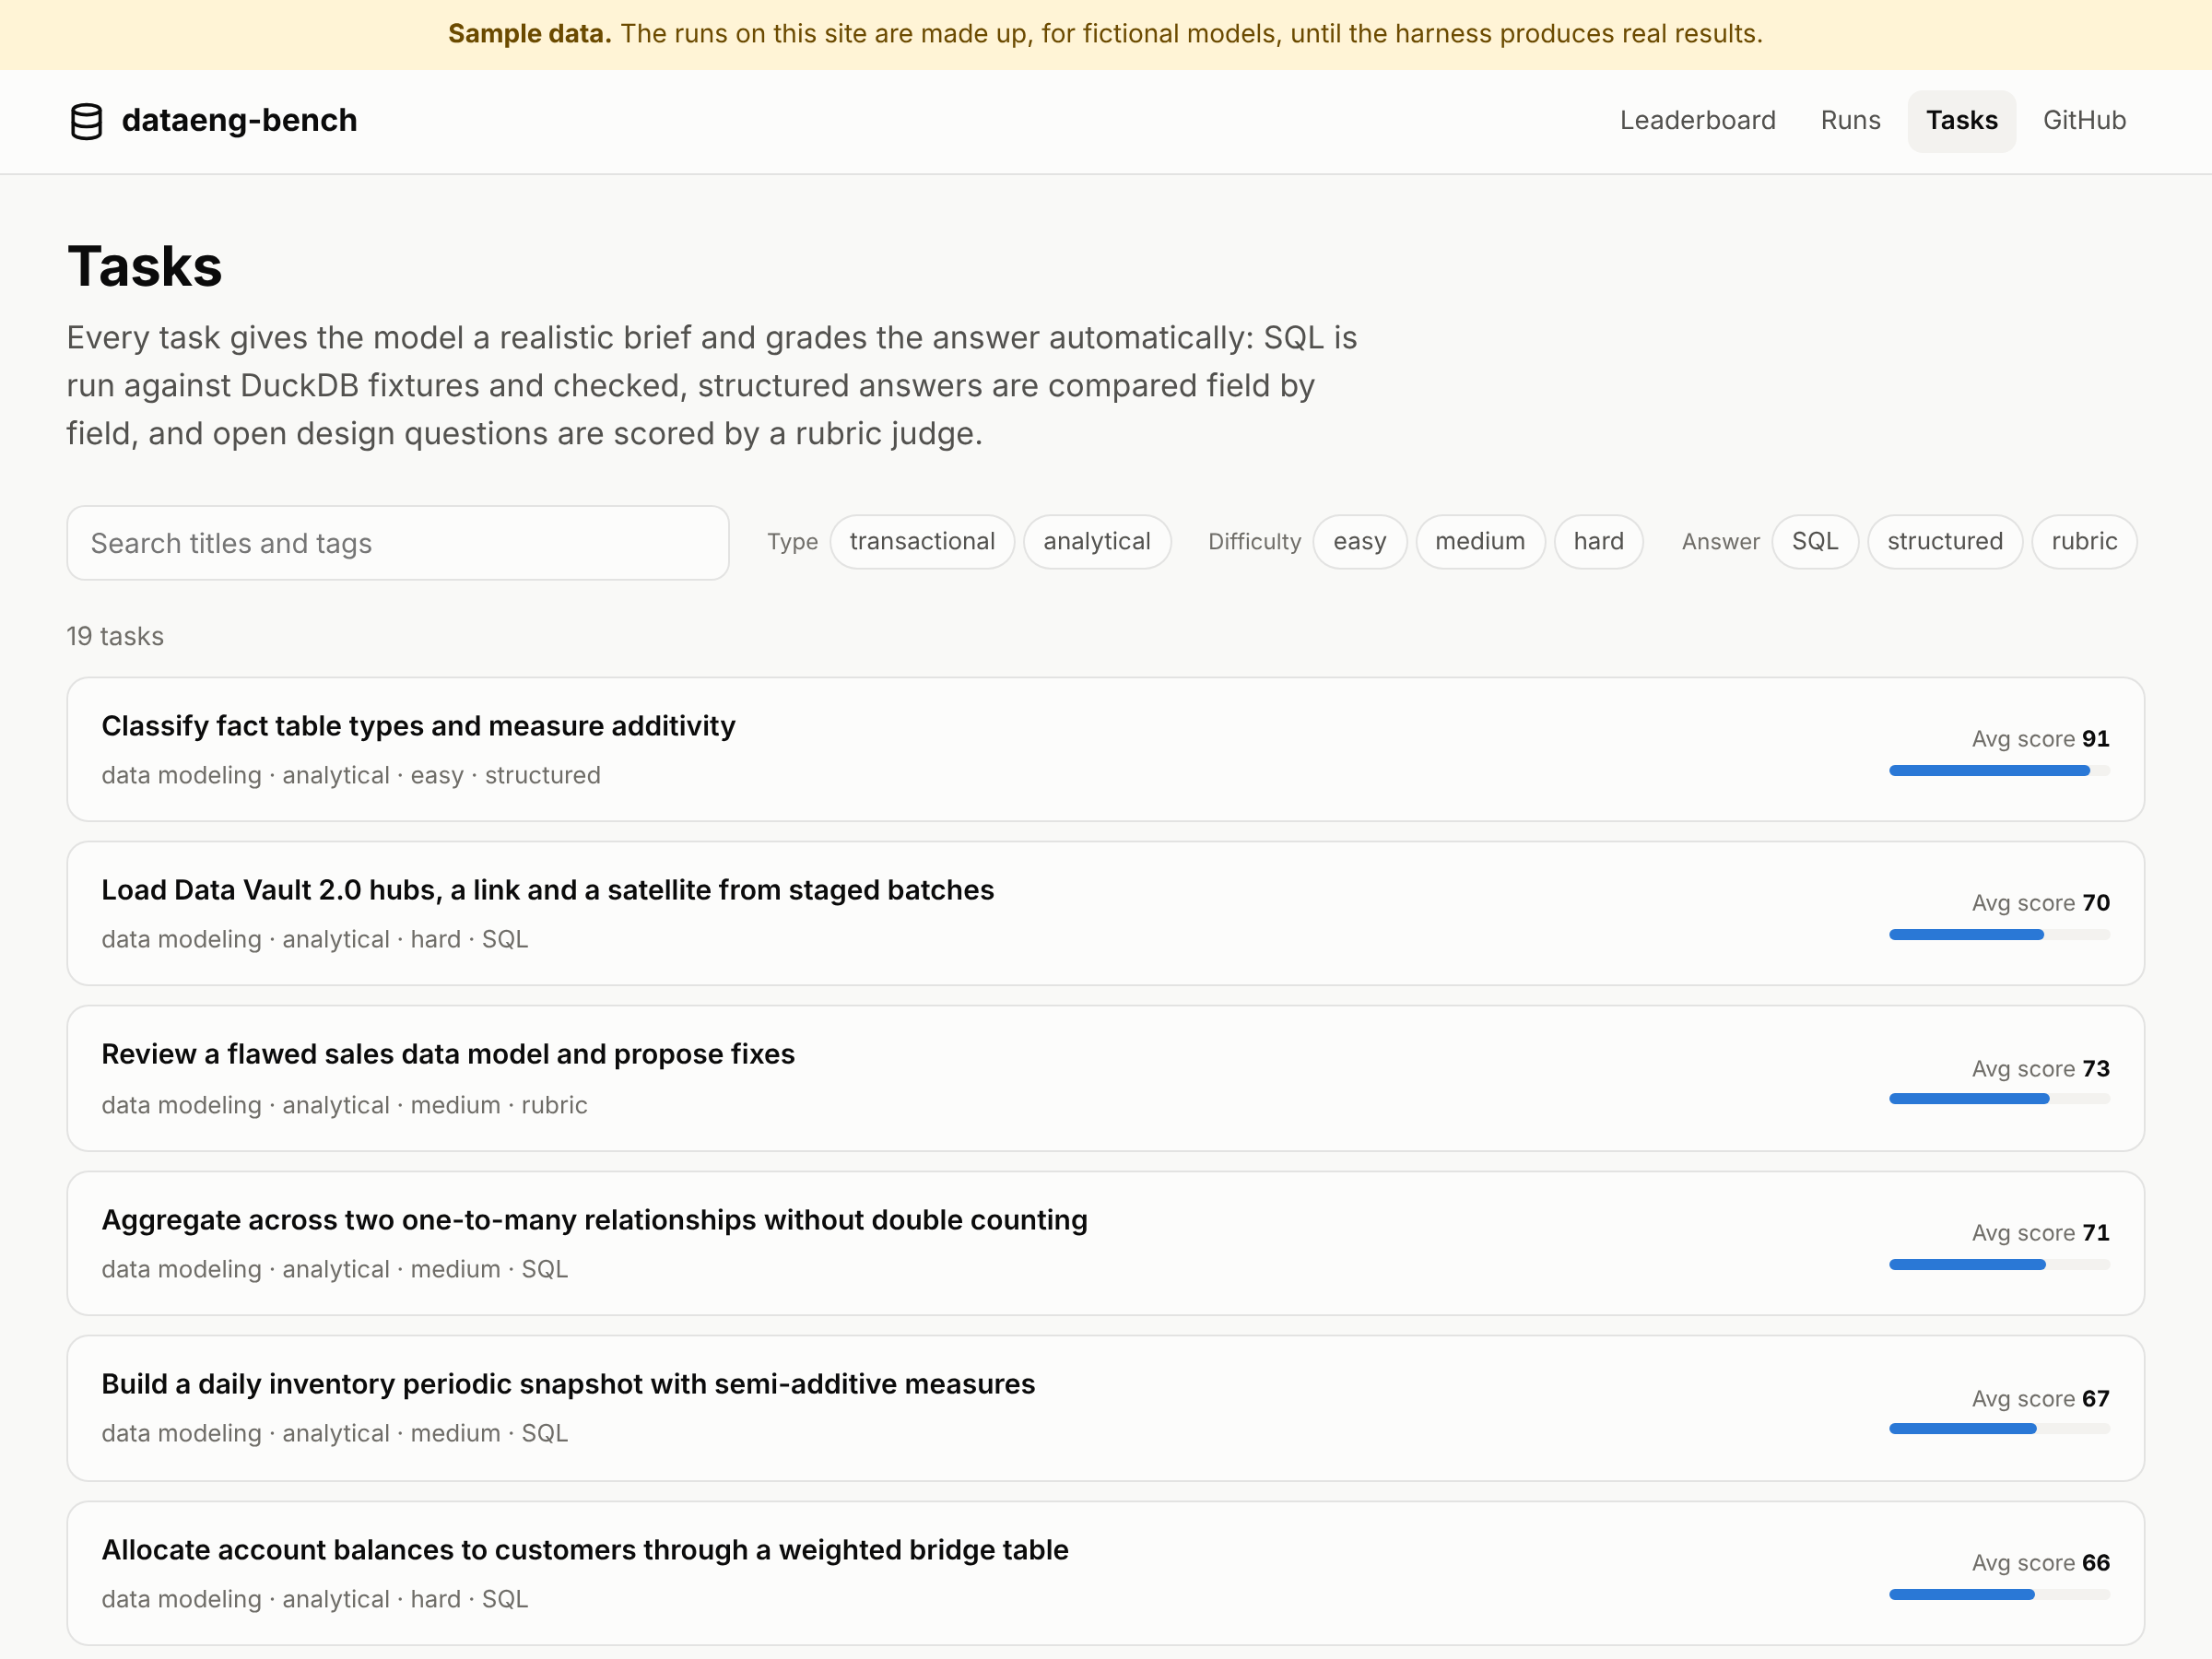 Sample data. The runs on this site are made up, for fictional models, until the harness produces real results.
dataeng-bench
Leaderboard
Runs
Tasks
GitHub
Tasks
Every task gives the model a realistic brief and grades the answer automatically: SQL is
run against DuckDB fixtures and checked, structured answers are compared field by
field, and open design questions are scored by a rubric judge.
Search titles and tags
Type transactional analytical Difficulty easy medium hard Answer SQL structured rubric
19 tasks
Classify fact table types and measure additivity
data modeling · analytical · easy · structured
Avg score 91
Load Data Vault 2.0 hubs, a link and a satellite from staged batches
data modeling · analytical · hard · SQL
Avg score 70
Review a flawed sales data model and propose fixes
data modeling · analytical · medium · rubric
Avg score 73
Aggregate across two one-to-many relationships without double counting
data modeling · analytical · medium · SQL
Avg score 71
Build a daily inventory periodic snapshot with semi-additive measures
data modeling · analytical · medium · SQL
Avg score 67
Allocate account balances to customers through a weighted bridge table
data modeling · analytical · hard · SQL
Avg score 66